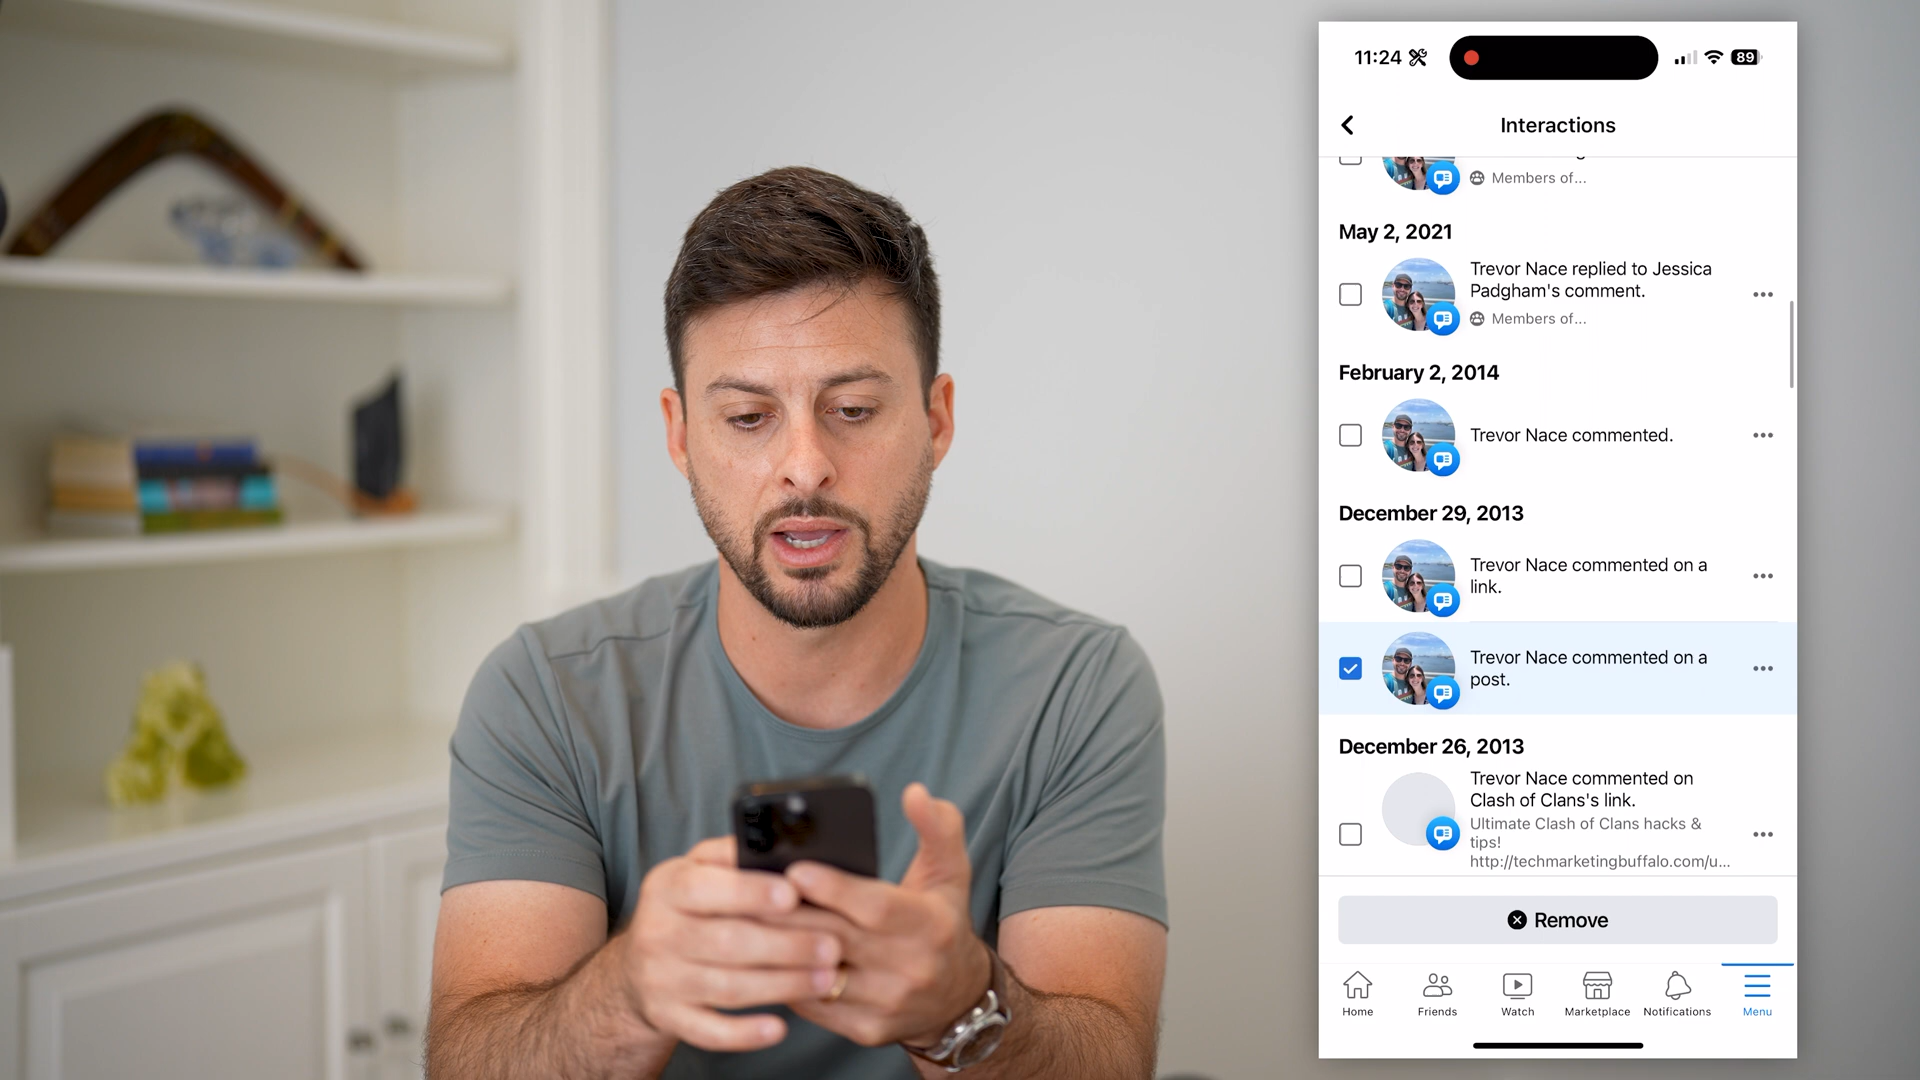 11:24
89
Interactions
Members of...
May 2, 2021
Trevor Nace replied to Jessica
Padgham's comment.
Members of...
February 2, 2014
Trevor Nace commented.
December 29, 2013
Trevor Nace commented on a
link.
Trevor Nace commented on a
post.
December 26, 2013
Trevor Nace commented on
Clash of Clans's link.
Ultimate Clash of Clans hacks &
tips!
http://techmarketingbuffalo.com/u...
Remove
Home
Friends
Watch
Marketplace
Notifications
Menu